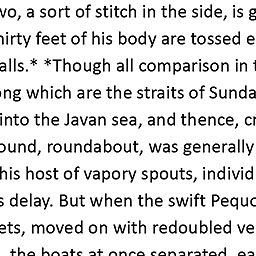 wo, a sort of stitch in the side, is g
hirty feet of his body are tossed e
alls.* *Though all comparison in t
ong which are the straits of Sunda
into the Javan sea, and thence, cr
ound, roundabout, was generally
his host of vapory spouts, individ
s delay. But when the swift Pequo
ets, moved on with redoubled ve
the boats at once separated, ea